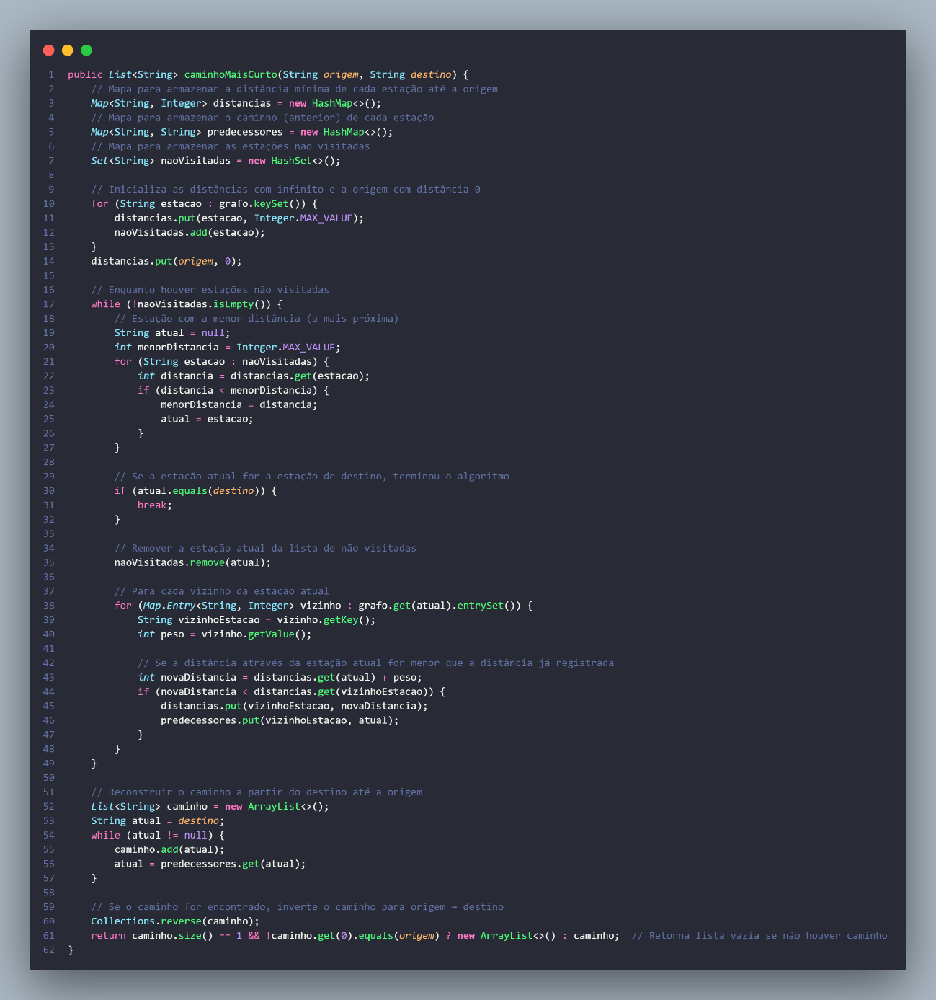 1 public List<String> caminhoMaisCurto(String origem, String destino) {
2     // Mapa para armazenar a distância mínima de cada estação até a origem
3     Map<String, Integer> distancias = new HashMap<>();
4     // Mapa para armazenar o caminho (anterior) de cada estação
5     Map<String, String> predecessores = new HashMap<>();
6     // Mapa para armazenar as estações não visitadas
7     Set<String> naoVisitadas = new HashSet<>();
8
9     // Inicializa as distâncias com infinito e a origem com distância 0
10     for (String estacao : grafo.keySet()) {
11         distancias.put(estacao, Integer.MAX_VALUE);
12         naoVisitadas.add(estacao);
13     }
14     distancias.put(origem, 0);
15
16     // Enquanto houver estações não visitadas
17     while (!naoVisitadas.isEmpty()) {
18         // Estação com a menor distância (a mais próxima)
19         String atual = null;
20         int menorDistancia = Integer.MAX_VALUE;
21         for (String estacao : naoVisitadas) {
22             int distancia = distancias.get(estacao);
23             if (distancia < menorDistancia) {
24                 menorDistancia = distancia;
25                 atual = estacao;
26             }
27         }
28
29         // Se a estação atual for a estação de destino, terminou o algoritmo
30         if (atual.equals(destino)) {
31             break;
32         }
33
34         // Remover a estação atual da lista de não visitadas
35         naoVisitadas.remove(atual);
36
37         // Para cada vizinho da estação atual
38         for (Map.Entry<String, Integer> vizinho : grafo.get(atual).entrySet()) {
39             String vizinhoEstacao = vizinho.getKey();
40             int peso = vizinho.getValue();
41
42             // Se a distância através da estação atual for menor que a distância já registrada
43             int novaDistancia = distancias.get(atual) + peso;
44             if (novaDistancia < distancias.get(vizinhoEstacao)) {
45                 distancias.put(vizinhoEstacao, novaDistancia);
46                 predecessores.put(vizinhoEstacao, atual);
47             }
48         }
49     }
50
51     // Reconstruir o caminho a partir do destino até a origem
52     List<String> caminho = new ArrayList<>();
53     String atual = destino;
54     while (atual != null) {
55         caminho.add(atual);
56         atual = predecessores.get(atual);
57     }
58
59     // Se o caminho for encontrado, inverte o caminho para origem → destino
60     Collections.reverse(caminho);
61     return caminho.size() == 1 && !caminho.get(0).equals(origem) ? new ArrayList<>() : caminho;  // Retorna lista vazia se não houver caminho
62 }